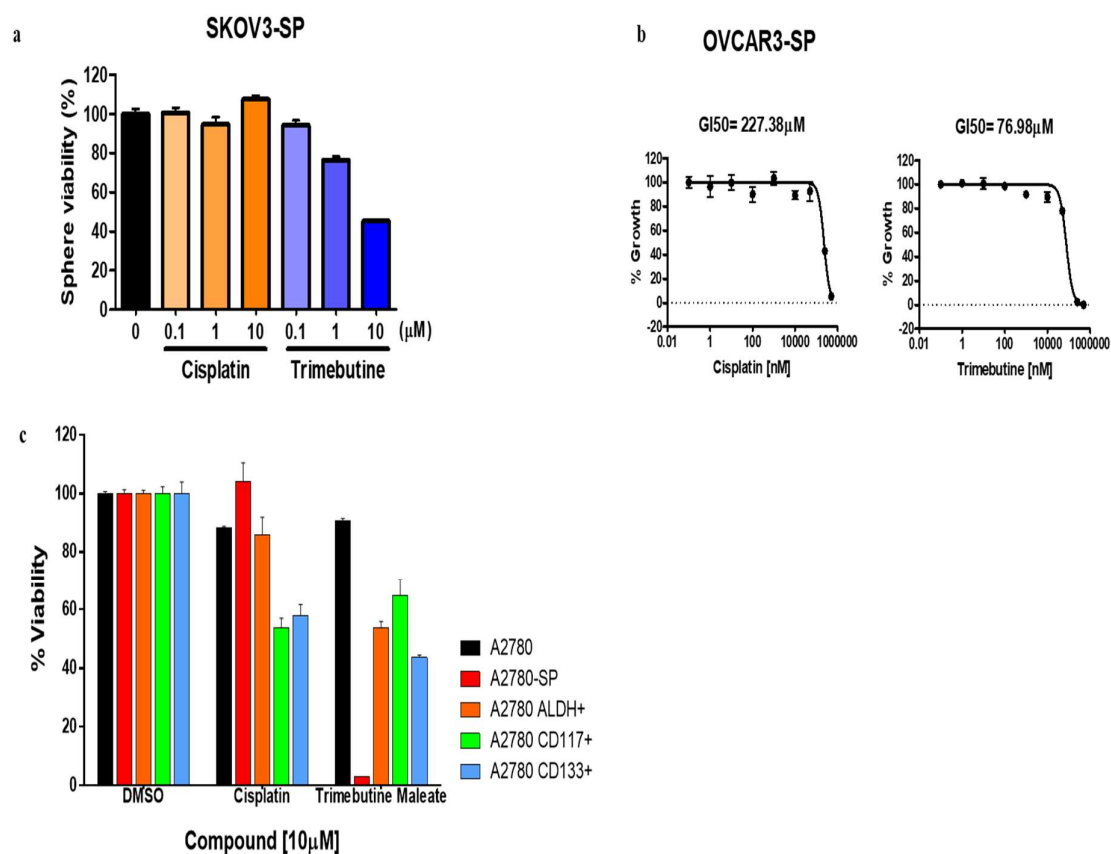 a
SKOV3-SP
Sphere viability (%)
120
100
80
60
40
20
0
0 0.1 1 10 0.1 1 10 (μM)
Cisplatin Trimebutine
b
OVCAR3-SP
GI50= 227.38μM
% Growth
120
100
80
60
40
20
0
-20
0.01 1 100 10000 1000000
Cisplatin [nM]
GI50= 76.98μM
% Growth
120
100
80
60
40
20
0
-20
0.01 1 100 10000 1000000
Trimebutine [nM]
c
% Viability
120
100
80
60
40
20
0
DMSO Cisplatin Trimebutine Maleate
Compound [10μM]
A2780
A2780-SP
A2780 ALDH+
A2780 CD117+
A2780 CD133+